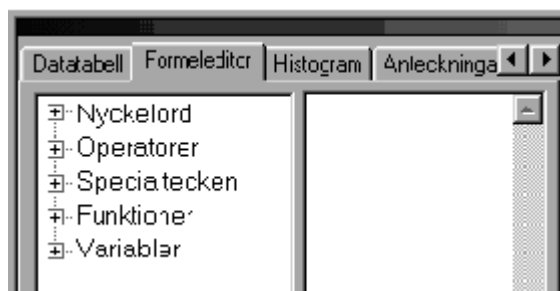 Datatabell Formeleditor Histogram Anteckninga
Nyckelord
Operatorer
Specialtecken
Funktioner
Variabler